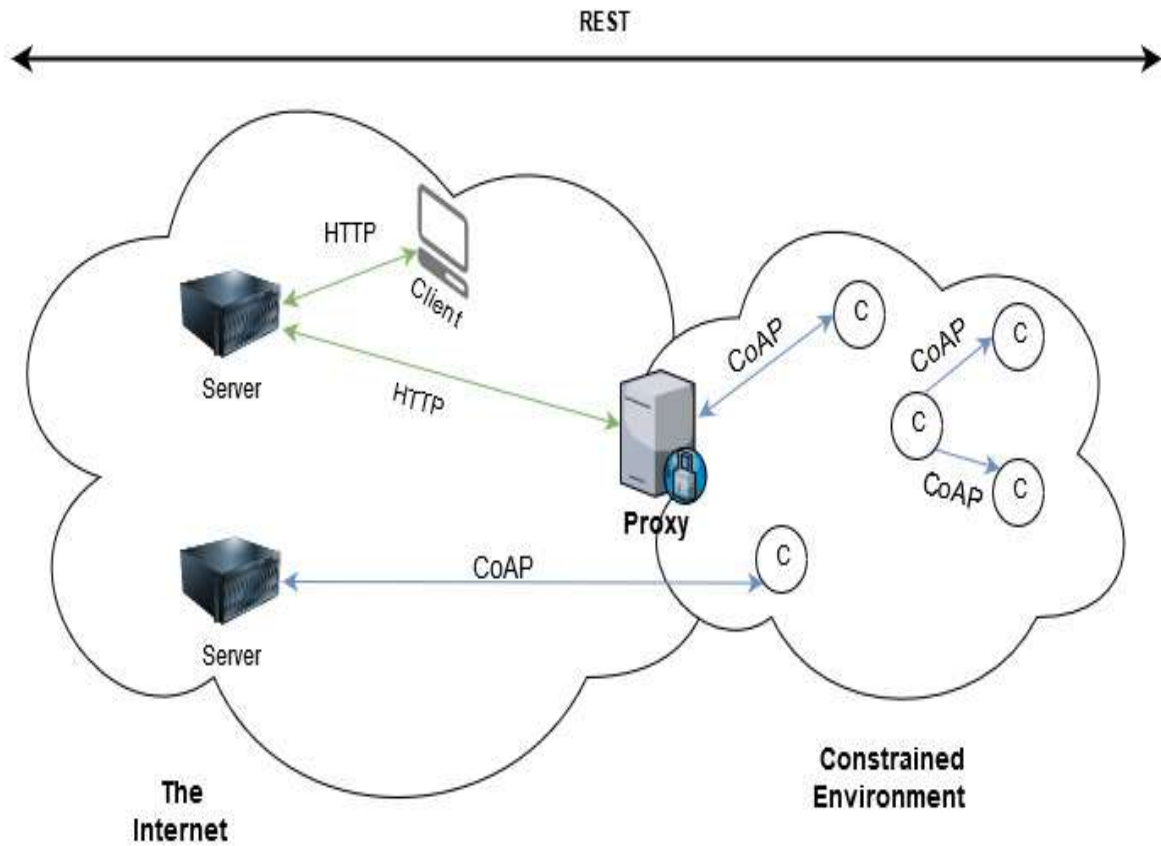 REST
HTTP
Client
Server
HTTP
CoAP
C
CoAP
C
C
CoAP
C
Proxy
C
CoAP
Server
The
Internet
Constrained
Environment